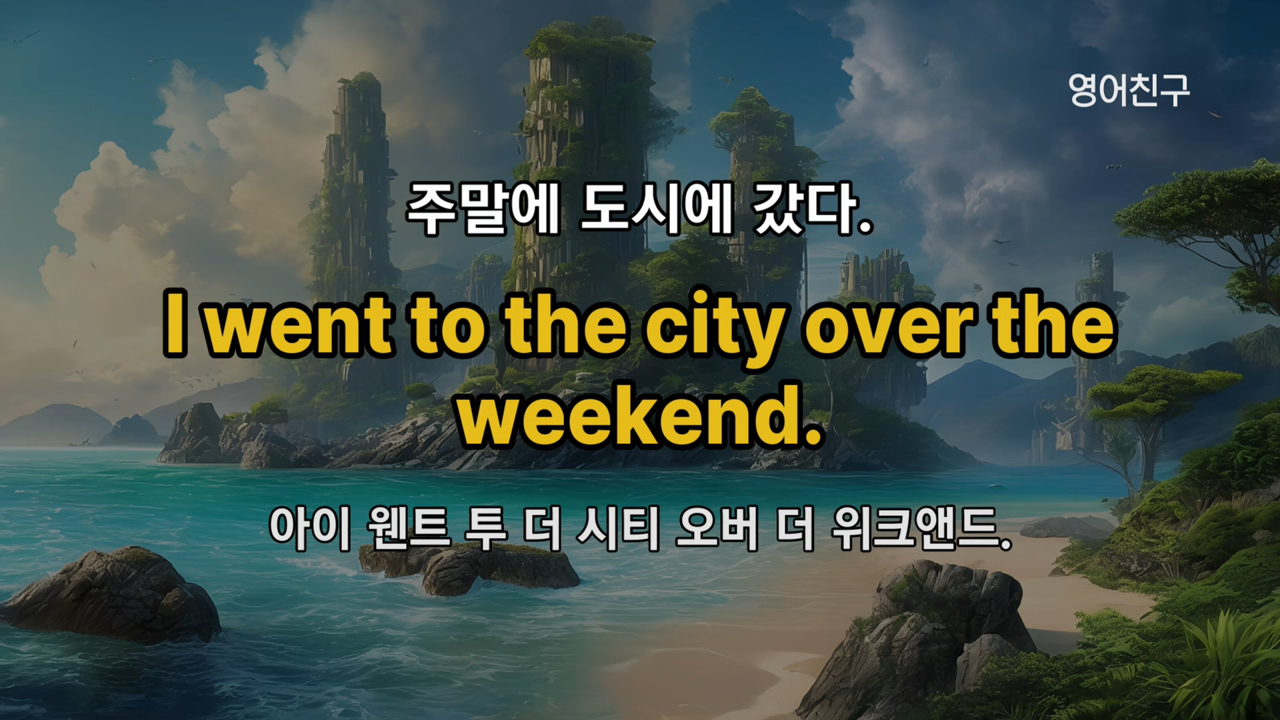 영어친구
주말에 도시에 갔다.
I went to the city over the
weekend.
아이 웬트 투 더 시티 오버 더 위크앤드.